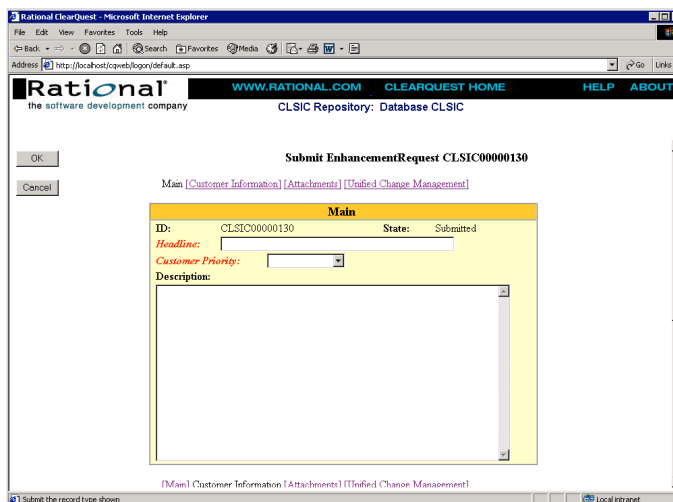 Rational ClearQuest - Microsoft Internet Explorer
File Edit View Favorites Tools Help
Back Search Favorites Media
Address http://localhost/cqweb/logon/default.asp Go Links
Rational® WWW.RATIONAL.COM CLEARQUEST HOME HELP ABOUT
the software development company CLSIC Repository: Database CLSIC
OK Submit EnhancementRequest CLSIC00000130
Cancel Main [Customer Information] [Attachments] [Unified Change Management]
Main
ID: CLSIC00000130 State: Submitted
Headline:
Customer Priority:
Description:
[Main] Customer Information [Attachments] [Unified Change Management]
Submit the record type shown Local intranet